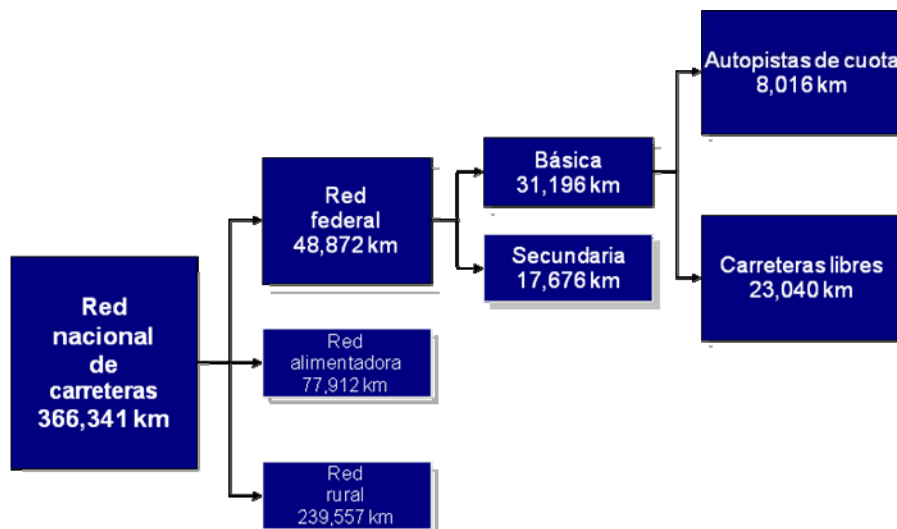 Red
nacional
de
carreteras
366,341 km
Red
federal
48,872 km
Red
alimentadora
77,912 km
Red
rural
239,557 km
Básica
31,196 km
Secundaria
17,676 km
Autopistas de cuota
8,016 km
Carreteras libres
23,040 km